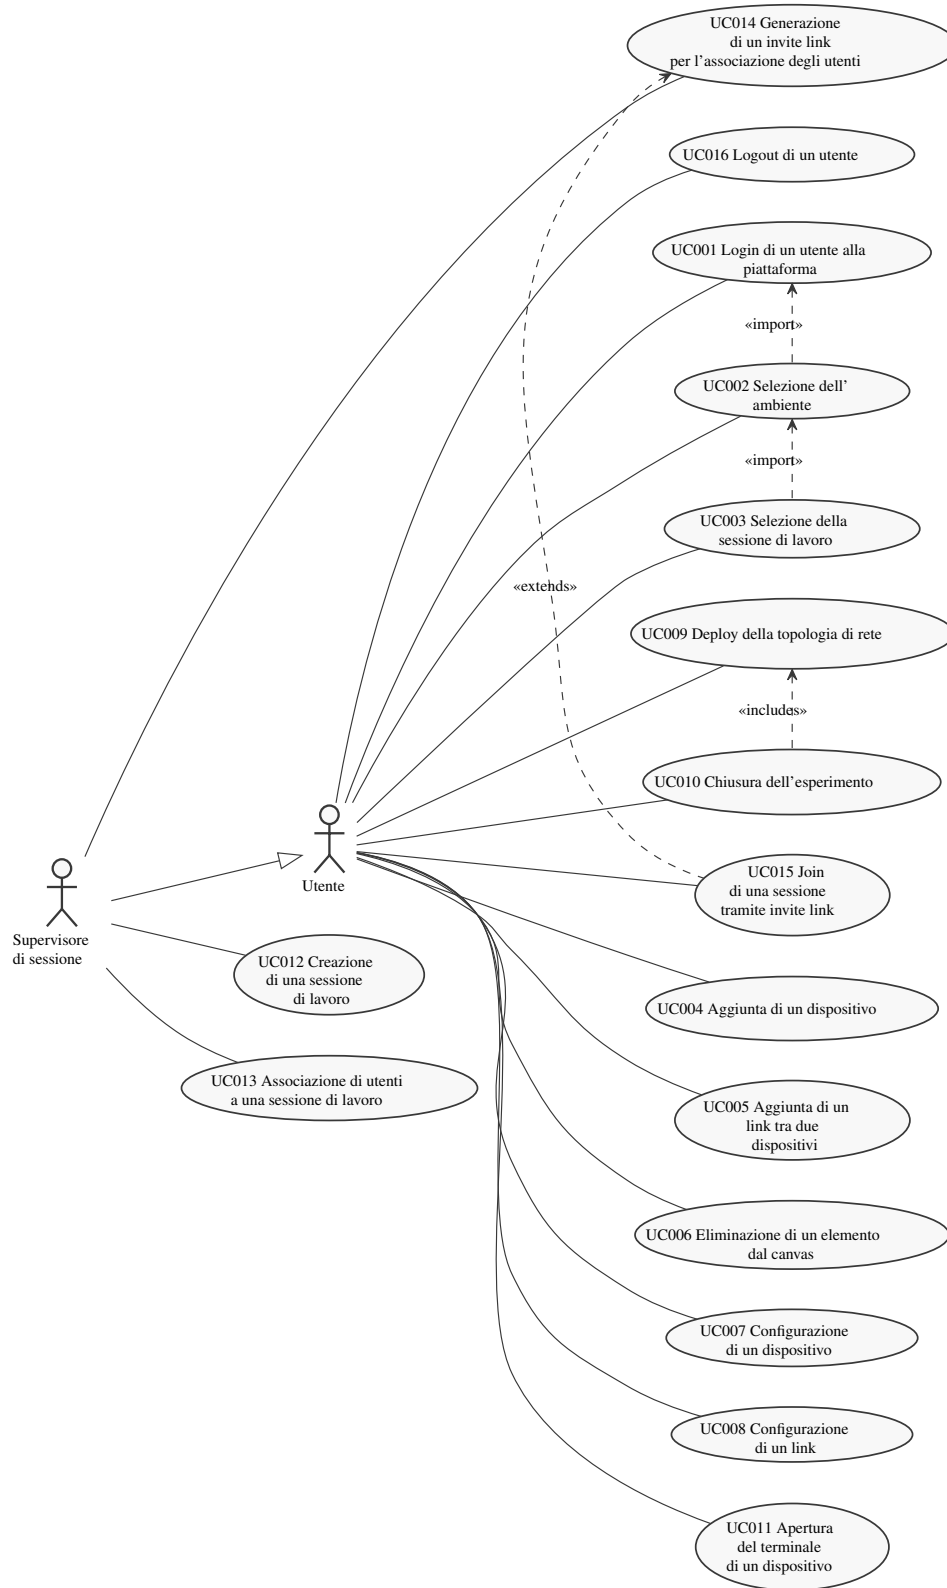 UC014 Generazione
di un invite link
per l'associazione degli utenti
UC016 Logout di un utente
UC001 Login di un utente alla
piattaforma
«import»
UC002 Selezione dell'
ambiente
«import»
UC003 Selezione della
sessione di lavoro
«extends»
UC009 Deploy della topologia di rete
«includes»
UC010 Chiusura dell'esperimento
UC015 Join
di una sessione
tramite invite link
Utente
Supervisore
di sessione
UC012 Creazione
di una sessione
di lavoro
UC004 Aggiunta di un dispositivo
UC013 Associazione di utenti
a una sessione di lavoro
UC005 Aggiunta di un
link tra due
dispositivi
UC006 Eliminazione di un elemento
dal canvas
UC007 Configurazione
di un dispositivo
UC008 Configurazione
di un link
UC011 Apertura
del terminale
di un dispositivo